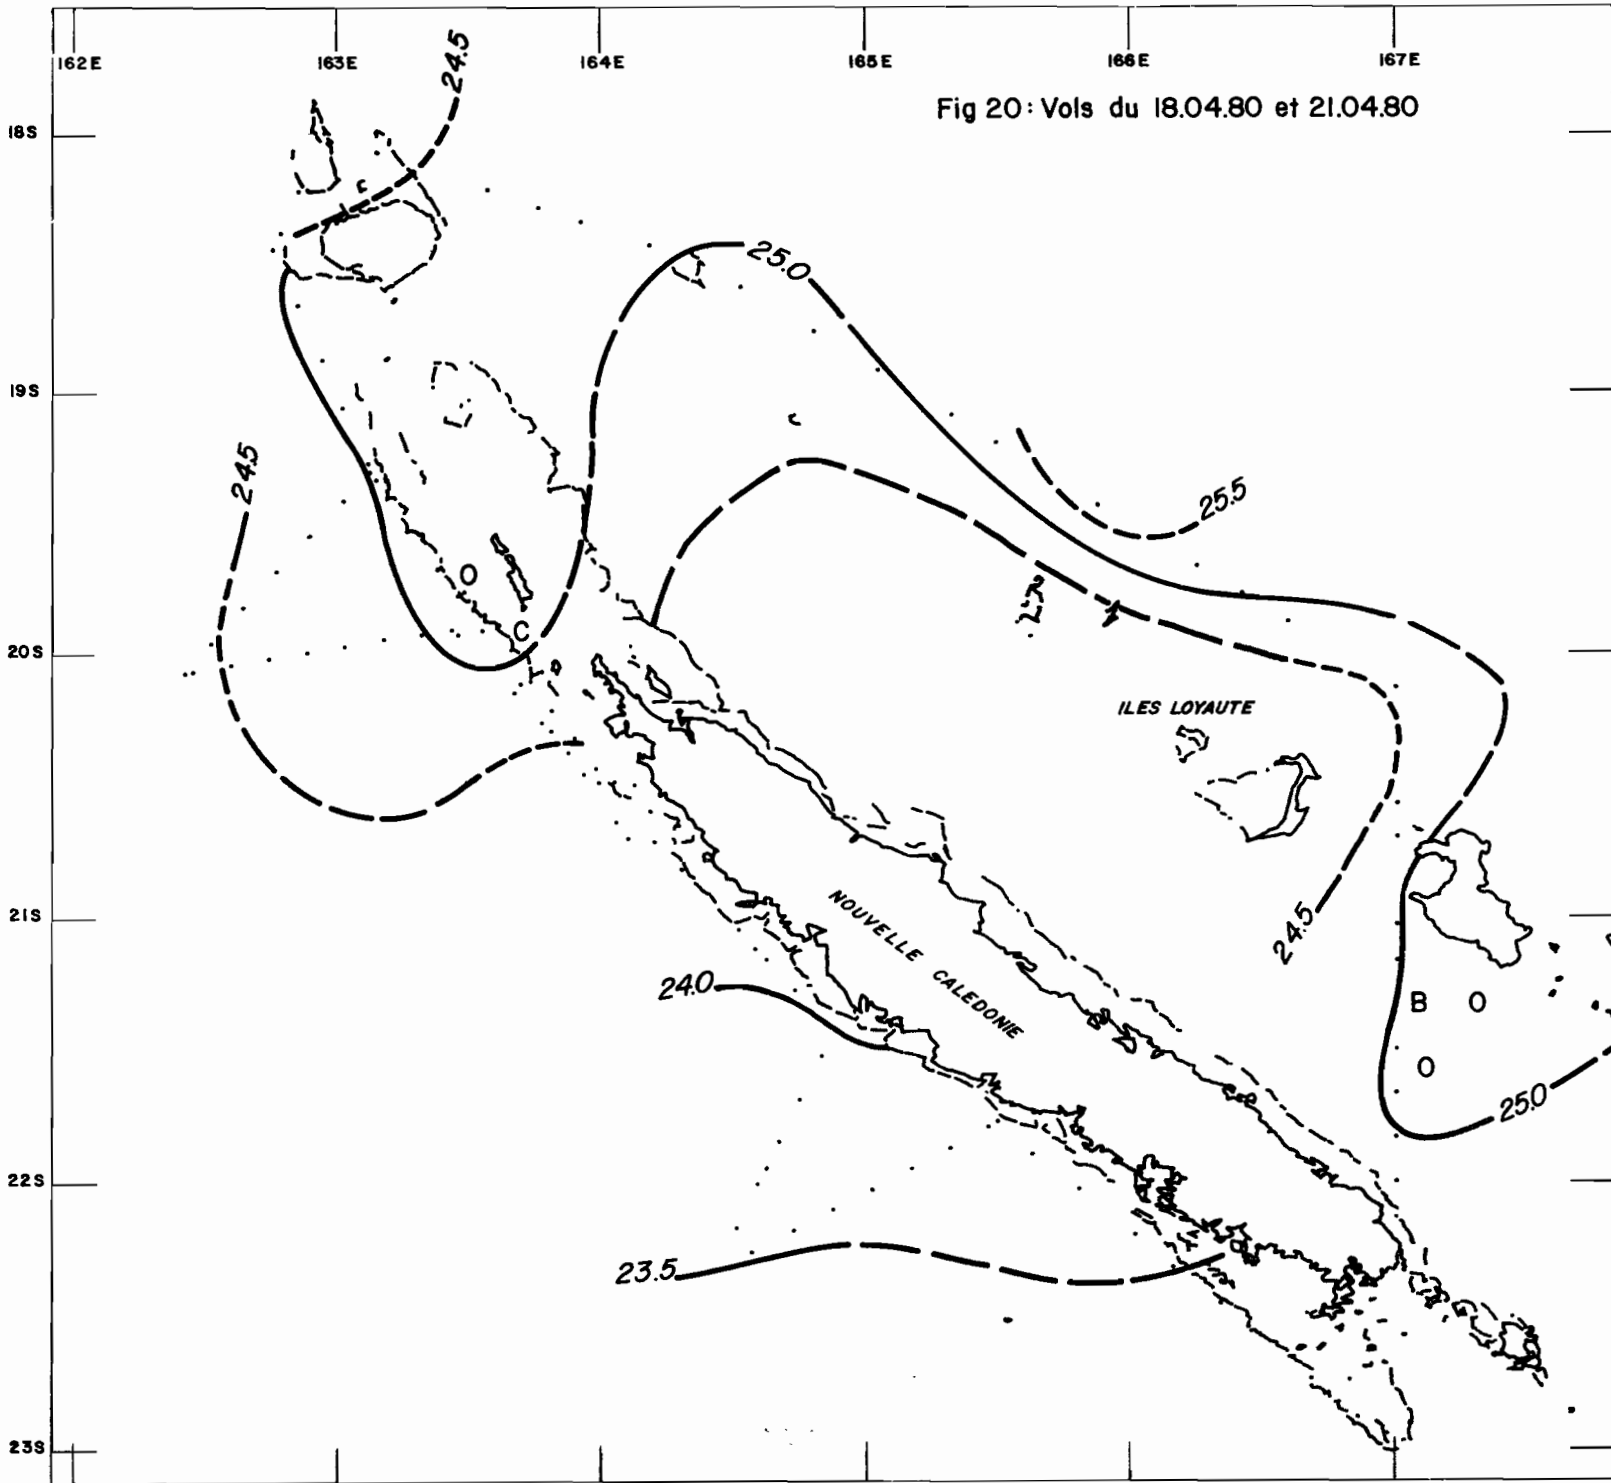 162E 163E 164E 165E 166E 167E
24.5
Fig 20: Vols du 18.04.80 et 21.04.80
18S
25.0
19S
24.5
25.5
O
C
20S
ILES LOYAUTE
NOUVELLE CALEDONIE
21S
24.5
24.0
B O
O
25.0
22S
23.5
23S